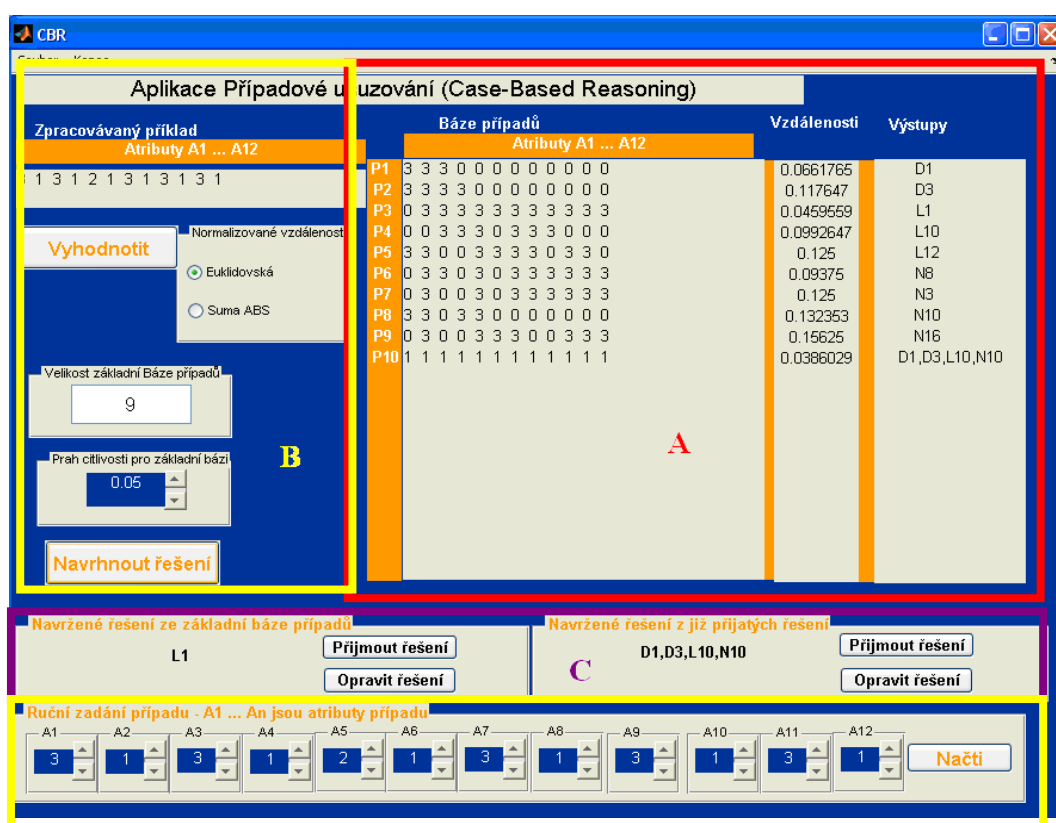 CBR
Aplikace Případové usuzování (Case-Based Reasoning)
Zpracovávaný příklad
Atributy A1 ... A12
1 3 1 2 1 3 1 3 1 3 1
Vyhodnotit
Normalizované vzdálenost
Euklidovská
Suma ABS
Velikost základní Báze případů
9
Prah citlivosti pro základní bázi
0.05
B
Navrhnout řešení
Báze případů Vzdálenosti Výstupy
Atributy A1 ... A12
P1 3 3 3 0 0 0 0 0 0 0 0 0 0.0661765 D1
P2 3 3 3 3 0 0 0 0 0 0 0 0 0.117647 D3
P3 0 3 3 3 3 3 3 3 3 3 3 3 0.0459559 L1
P4 0 0 3 3 3 0 3 0 3 0 0 0 0.0992647 L10
P5 3 3 0 0 0 0 3 0 0 3 3 0 0.125 L12
P6 0 3 0 3 0 3 3 3 3 3 3 3 0.09375 N8
P7 0 3 0 0 3 0 3 3 3 3 3 3 0.125 N3
P8 3 3 0 3 3 0 0 0 0 0 0 0 0.132353 N10
P9 0 3 0 0 3 3 0 0 0 3 3 3 0.15625 N16
P10 1 1 1 1 1 1 1 1 1 1 1 1 0.0386029 D1,D3,L10,N10
A
Navržené řešení ze základní báze případů
L1
Přijmout řešení
Opravit řešení
Navržené řešení z již přijatých řešení
D1,D3,L10,N10
Přijmout řešení
Opravit řešení
C
Ruční zadání případu - A1 ... An jsou atributy případu
A1 A2 A3 A4 A5 A6 A7 A8 A9 A10 A11 A12
3 1 3 1 2 1 3 1 3 1 3 1 Načti